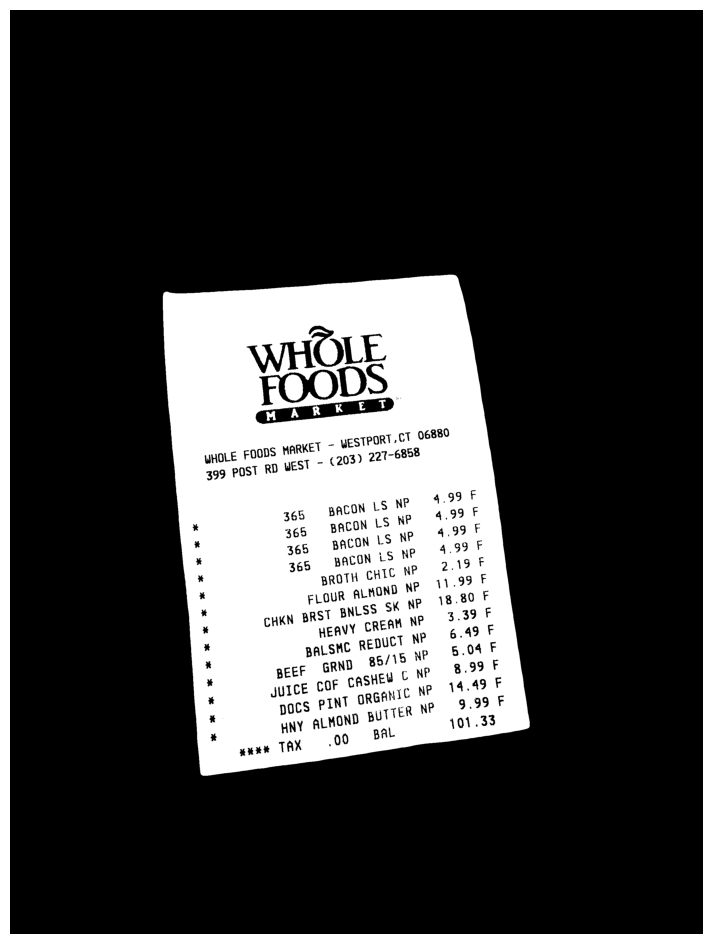 WHOLE
FOODS
MARKET
WHOLE FOODS MARKET - WESTPORT,CT 06880
399 POST RD WEST - (203) 227-6858
* 365 BACON LS NP 4.99 F
* 365 BACON LS NP 4.99 F
* 365 BACON LS NP 4.99 F
* 365 BACON LS NP 4.99 F
* BROTH CHIC NP 2.19 F
* FLOUR ALMOND NP 11.99 F
* CHKN BRST BNLSS SK NP 18.80 F
* HEAVY CREAM NP 3.39 F
* BALSMC REDUCT NP 6.49 F
* BEEF GRND 85/15 NP 5.04 F
* JUICE COF CASHEW C NP 8.99 F
* DOCS PINT ORGANIC NP 14.49 F
* HNY ALMOND BUTTER NP 9.99 F
**** TAX .00 BAL 101.33